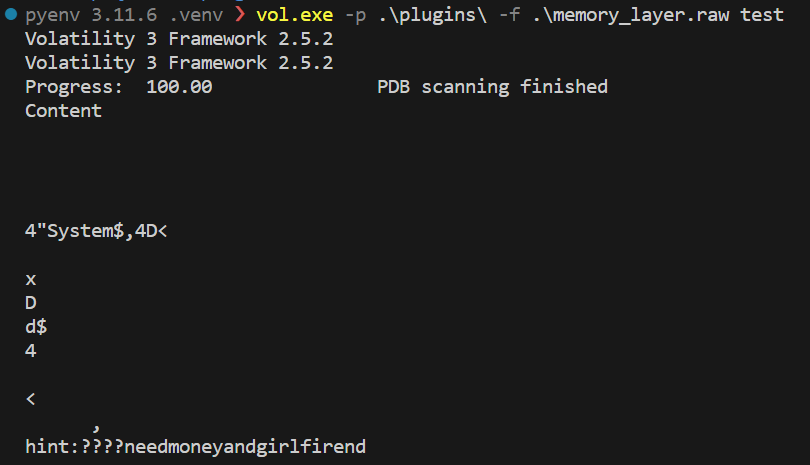 pyenv 3.11.6 .venv ❯ vol.exe -p .\plugins\ -f .\memory_layer.raw test
Volatility 3 Framework 2.5.2
Volatility 3 Framework 2.5.2
Progress:  100.00               PDB scanning finished
Content
4"System$,4D<
x
D
d$
4
<
,
hint:????needmoneyandgirlfirend